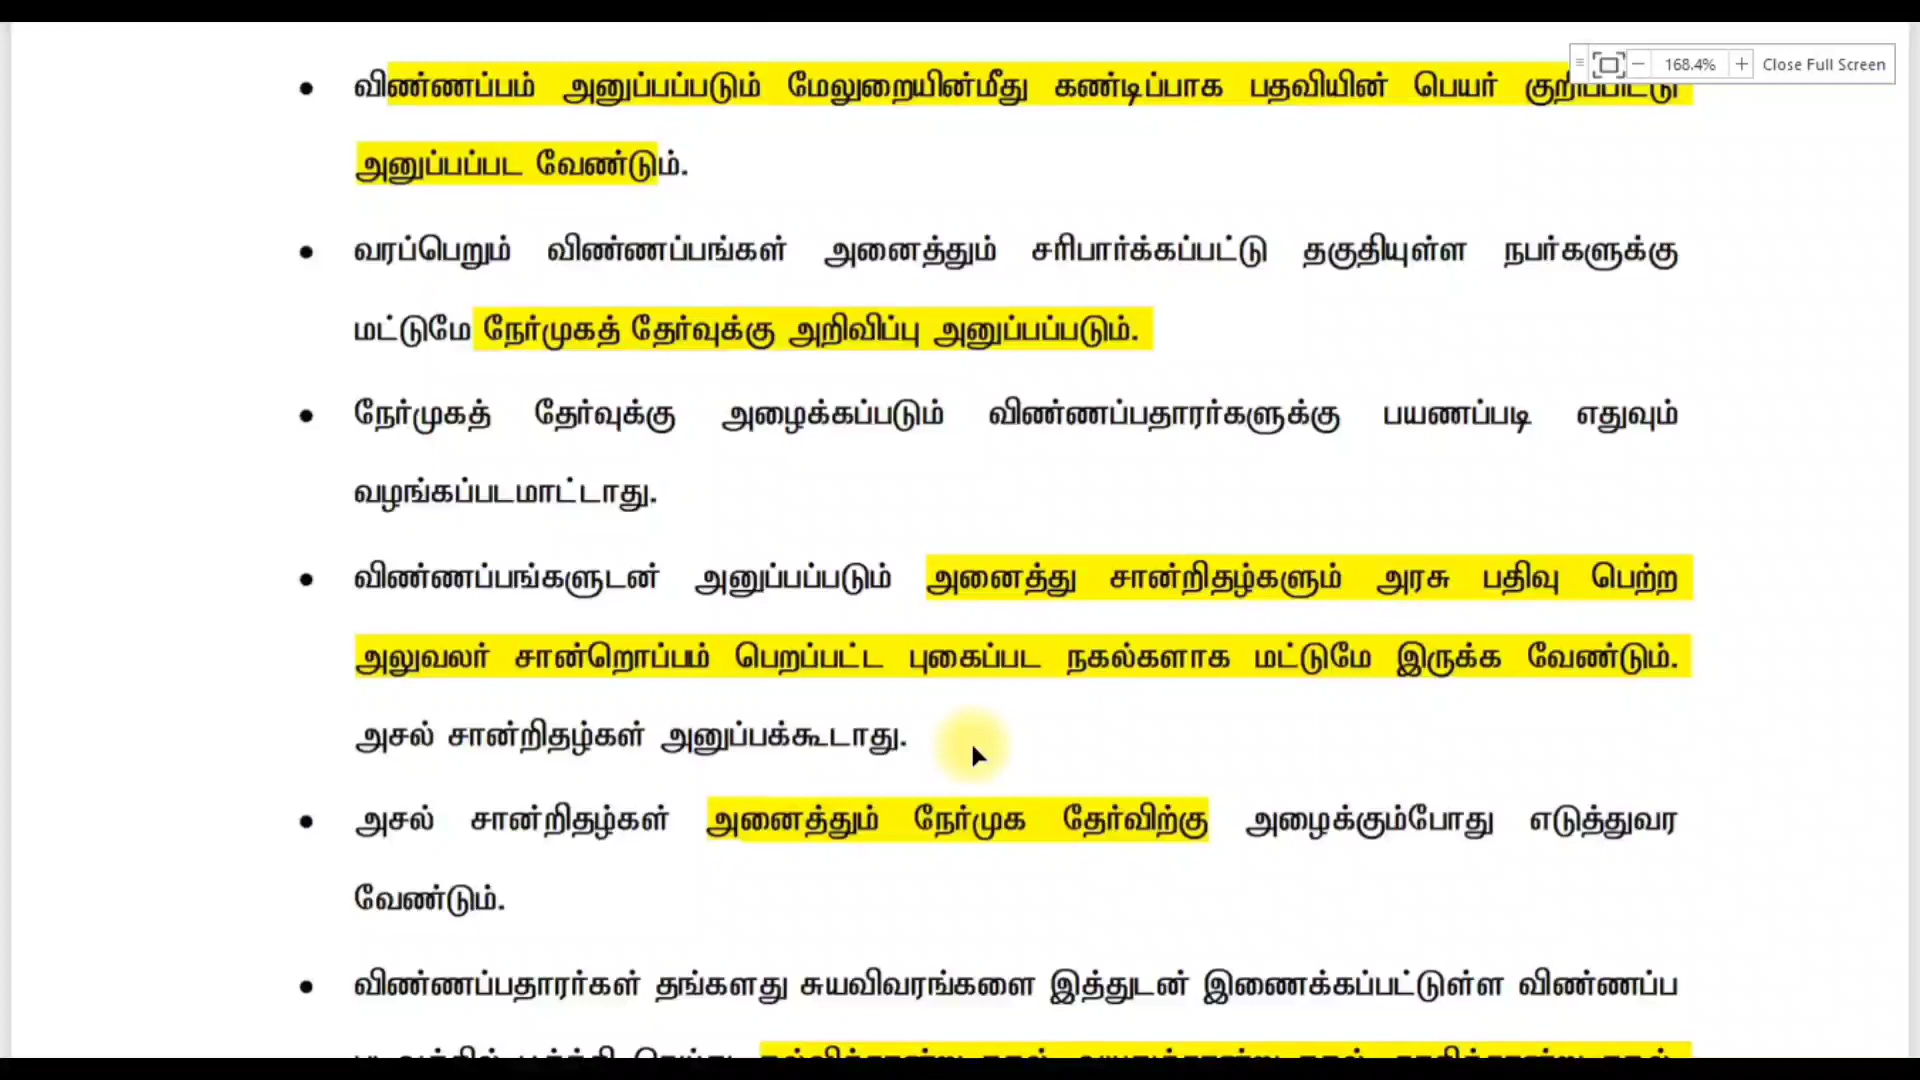 விண்ணப்பம் அனுப்பப்படும் மேலுறையின்மீது கண்டிப்பாக பதவியின் பெயர் குறிப்பிட்டு
168.4% Close Full Screen
அனுப்பப்பட வேண்டும்.
வரப்பெறும் விண்ணப்பங்கள் அனைத்தும் சரிபார்க்கப்பட்டு தகுதியுள்ள நபர்களுக்கு
மட்டுமே நேர்முகத் தேர்வுக்கு அறிவிப்பு அனுப்பப்படும்.
நேர்முகத் தேர்வுக்கு அழைக்கப்படும் விண்ணப்பதாரர்களுக்கு பயணப்படி எதுவும்
வழங்கப்படமாட்டாது.
விண்ணப்பங்களுடன் அனுப்பப்படும் அனைத்து சான்றிதழ்களும் அரசு பதிவு பெற்ற
அலுவலர் சான்றொப்பம் பெறப்பட்ட புகைப்பட நகல்களாக மட்டுமே இருக்க வேண்டும்.
அசல் சான்றிதழ்கள் அனுப்பக்கூடாது.
அசல் சான்றிதழ்கள் அனைத்தும் நேர்முக தேர்விற்கு அழைக்கும்போது எடுத்துவர
வேண்டும்.
விண்ணப்பதாரர்கள் தங்களது சுயவிவரங்களை இத்துடன் இணைக்கப்பட்டுள்ள விண்ணப்ப